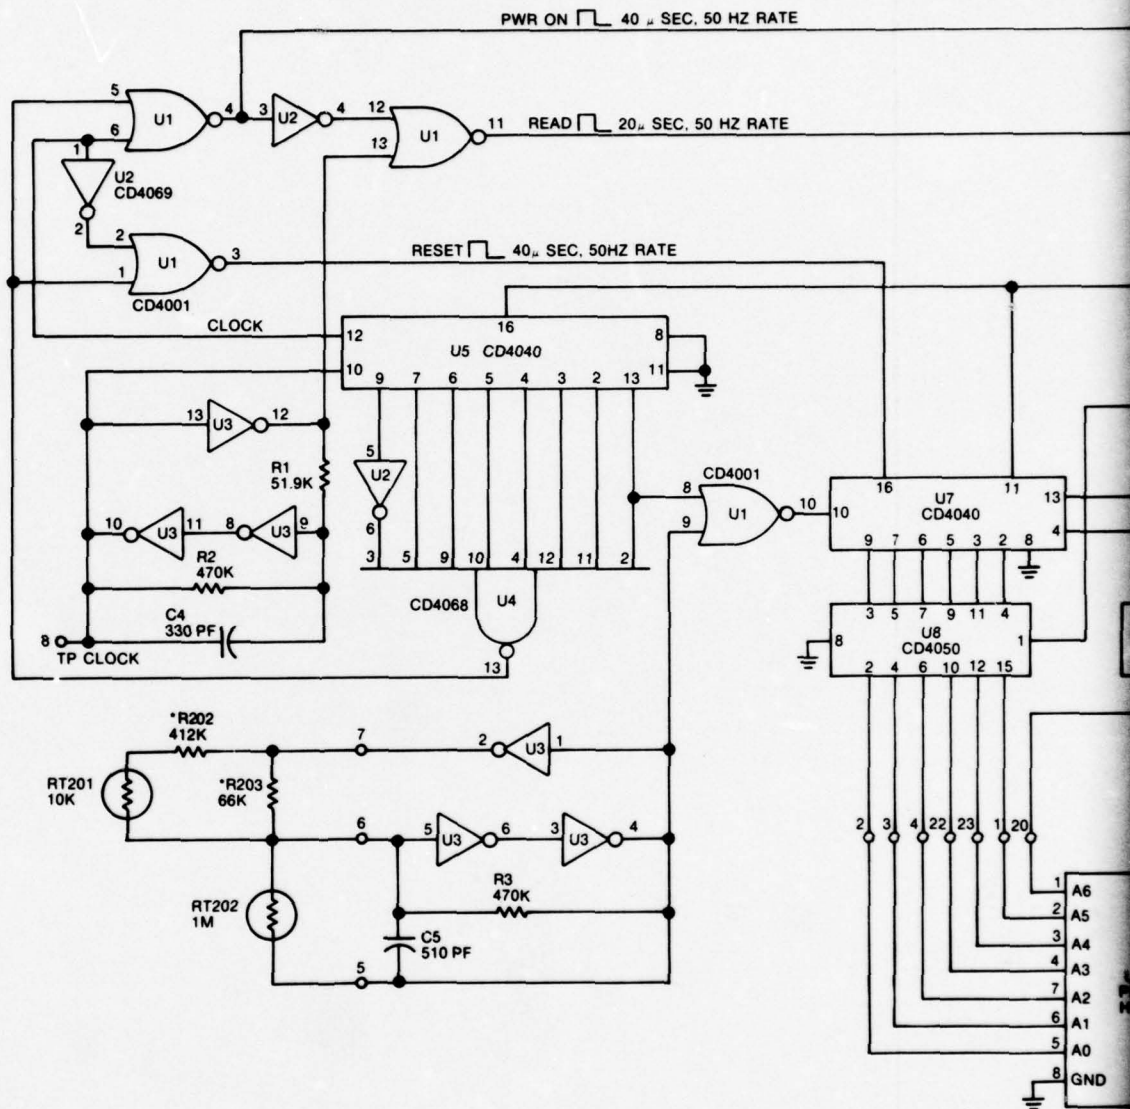 PWR ON 40 μ SEC, 50 HZ RATE
5 4 3 4 12
U1 U2
6 11
1 U1
READ 20μ SEC, 50 HZ RATE
13
U2
CD4069
2 2
3
U1
1
RESET 40μ SEC, 50HZ RATE
CD4001
CLOCK
12 16 8
U5 CD4040
10 11
9 7 6 5 4 3 2 13
13 U3 12
5
R1
51.9K
U2
CD4001
6
8
U1 10
9
10 U3 11 8 U3 9
16 11
U7
CD4040
10 13
4
9 7 6 5 3 2 8
R2
470K
3 5 9 10 4 12 11 2
CD4068 U4
13
C4
330 PF
8
TP CLOCK
3 5 7 9 11 4
U8
CD4050
8 1
2 4 6 10 12 15
*R202
412K
7 2 U3 1
RT201
10K
*R203
66K
6 5 U3 6 3 U3 4
2 3 4 22 23 1 20
RT202
1M
R3
470K
C5
510 PF
5
1 A6
2 A5
3 A4
4 A3
7 A2
6 A1
5 A0
8 GND